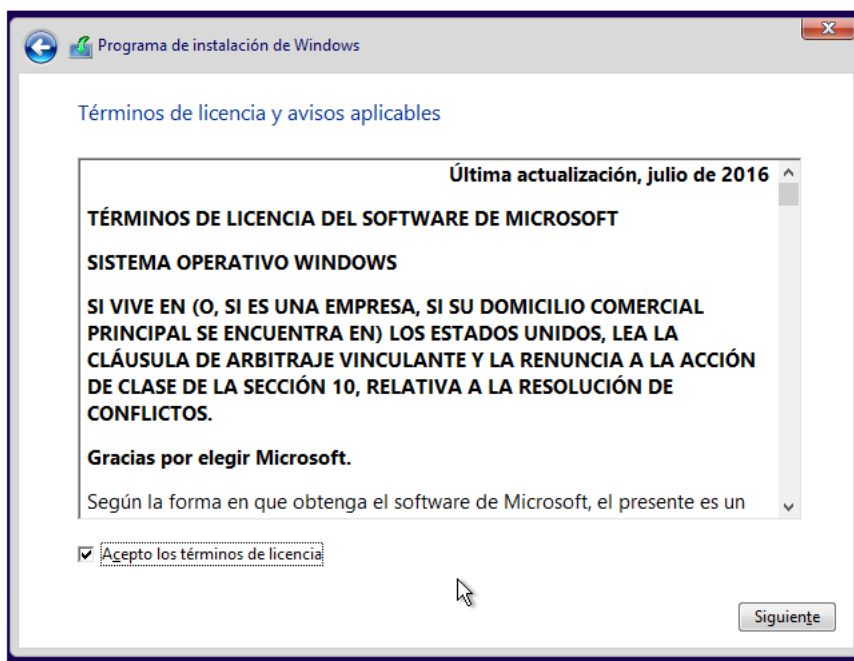 Programa de instalación de Windows
Términos de licencia y avisos aplicables
Última actualización, julio de 2016
TÉRMINOS DE LICENCIA DEL SOFTWARE DE MICROSOFT
SISTEMA OPERATIVO WINDOWS
SI VIVE EN (O, SI ES UNA EMPRESA, SI SU DOMICILIO COMERCIAL
PRINCIPAL SE ENCUENTRA EN) LOS ESTADOS UNIDOS, LEA LA
CLÁUSULA DE ARBITRAJE VINCULANTE Y LA RENUNCIA A LA ACCIÓN
DE CLASE DE LA SECCIÓN 10, RELATIVA A LA RESOLUCIÓN DE
CONFLICTOS.
Gracias por elegir Microsoft.
Según la forma en que obtenga el software de Microsoft, el presente es un
Acepto los términos de licencia
Siguiente